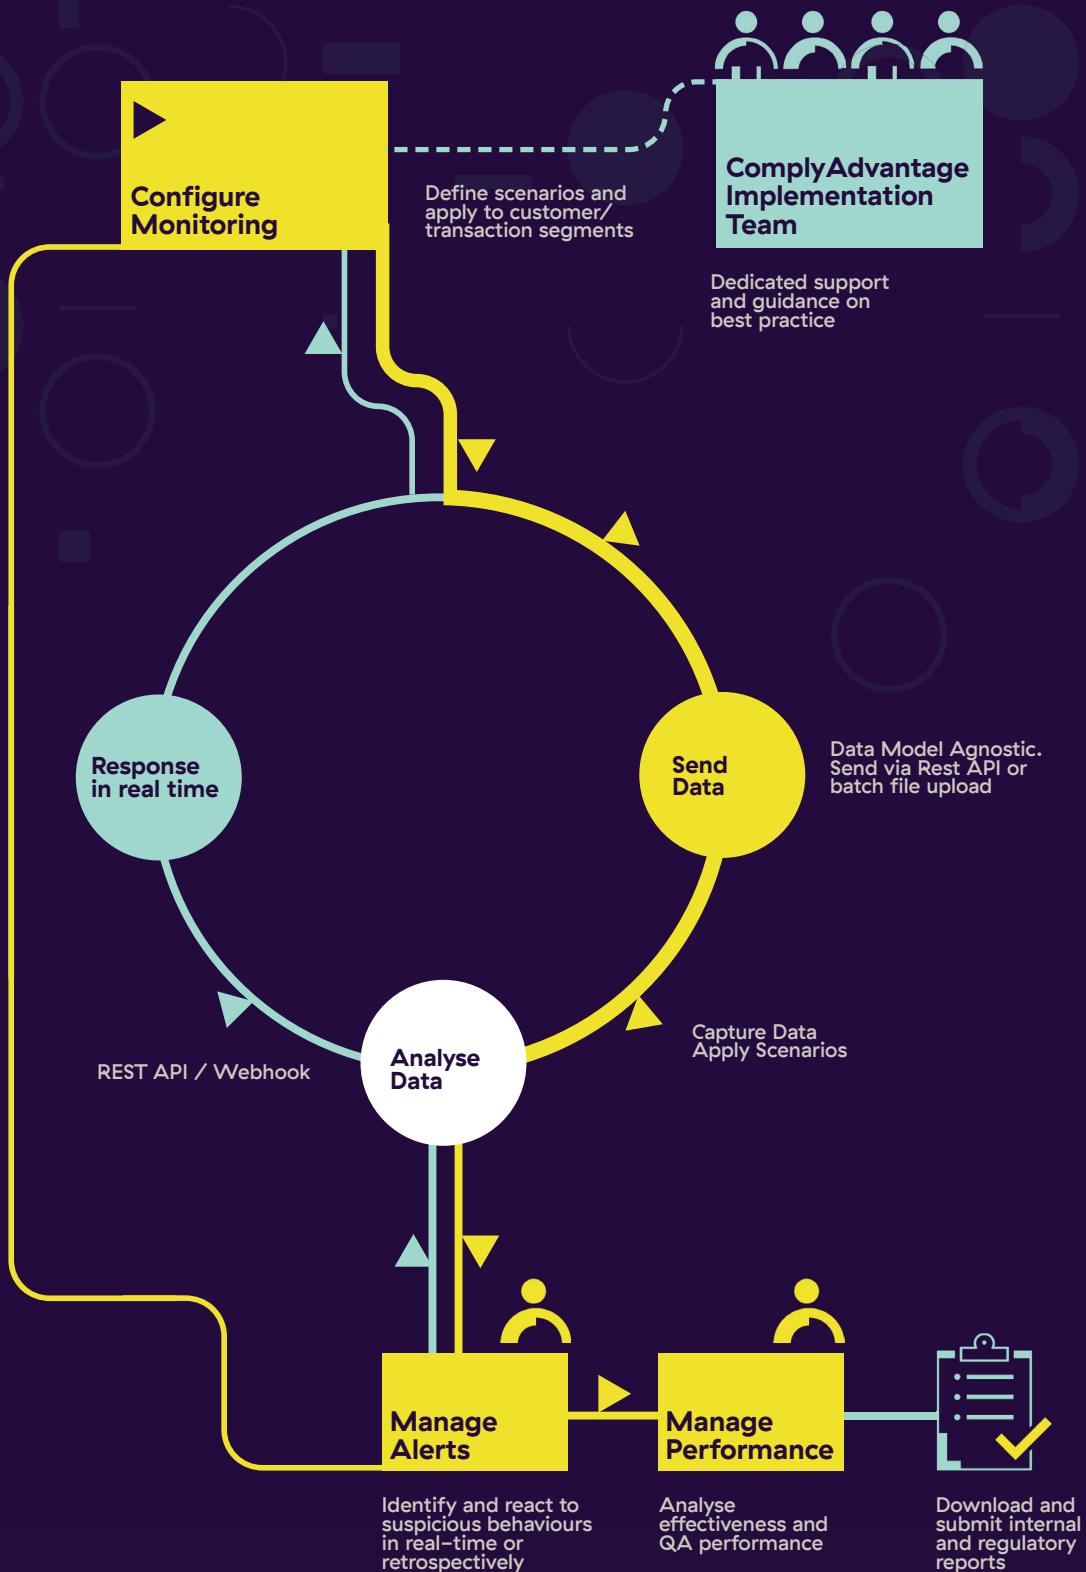 Configure
Monitoring
Define scenarios and
apply to customer/
transaction segments
ComplyAdvantage
Implementation
Team
Dedicated support
and guidance on
best practice
Response
in real time
Send
Data
Data Model Agnostic.
Send via Rest API or
batch file upload
Capture Data
Apply Scenarios
Analyse
Data
REST API / Webhook
Manage
Alerts
Manage
Performance
Identify and react to
suspicious behaviours
in real-time or
retrospectively
Analyse
effectiveness and
QA performance
Download and
submit internal
and regulatory
reports